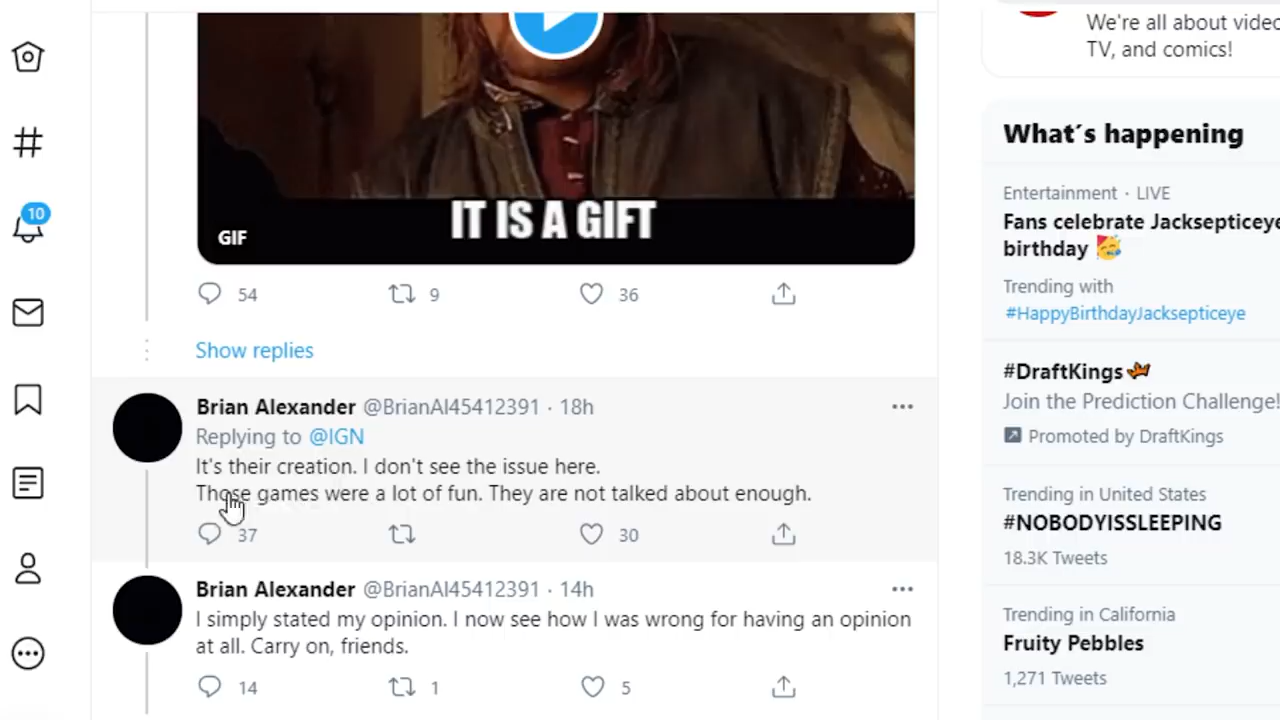 IT IS A GIFT
GIF
54 9 36
Show replies
Brian Alexander @BrianAl45412391 · 18h
Replying to @IGN
It's their creation. I don't see the issue here.
Those games were a lot of fun. They are not talked about enough.
37 30
Brian Alexander @BrianAl45412391 · 14h
I simply stated my opinion. I now see how I was wrong for having an opinion
at all. Carry on, friends.
14 1 5
10
We're all about video
TV, and comics!
What´s happening
Entertainment · LIVE
Fans celebrate Jacksepticeye
birthday 🥳
Trending with
#HappyBirthdayJacksepticeye
#DraftKings
Join the Prediction Challenge!
Promoted by DraftKings
Trending in United States
#NOBODYISSLEEPING
18.3K Tweets
Trending in California
Fruity Pebbles
1,271 Tweets